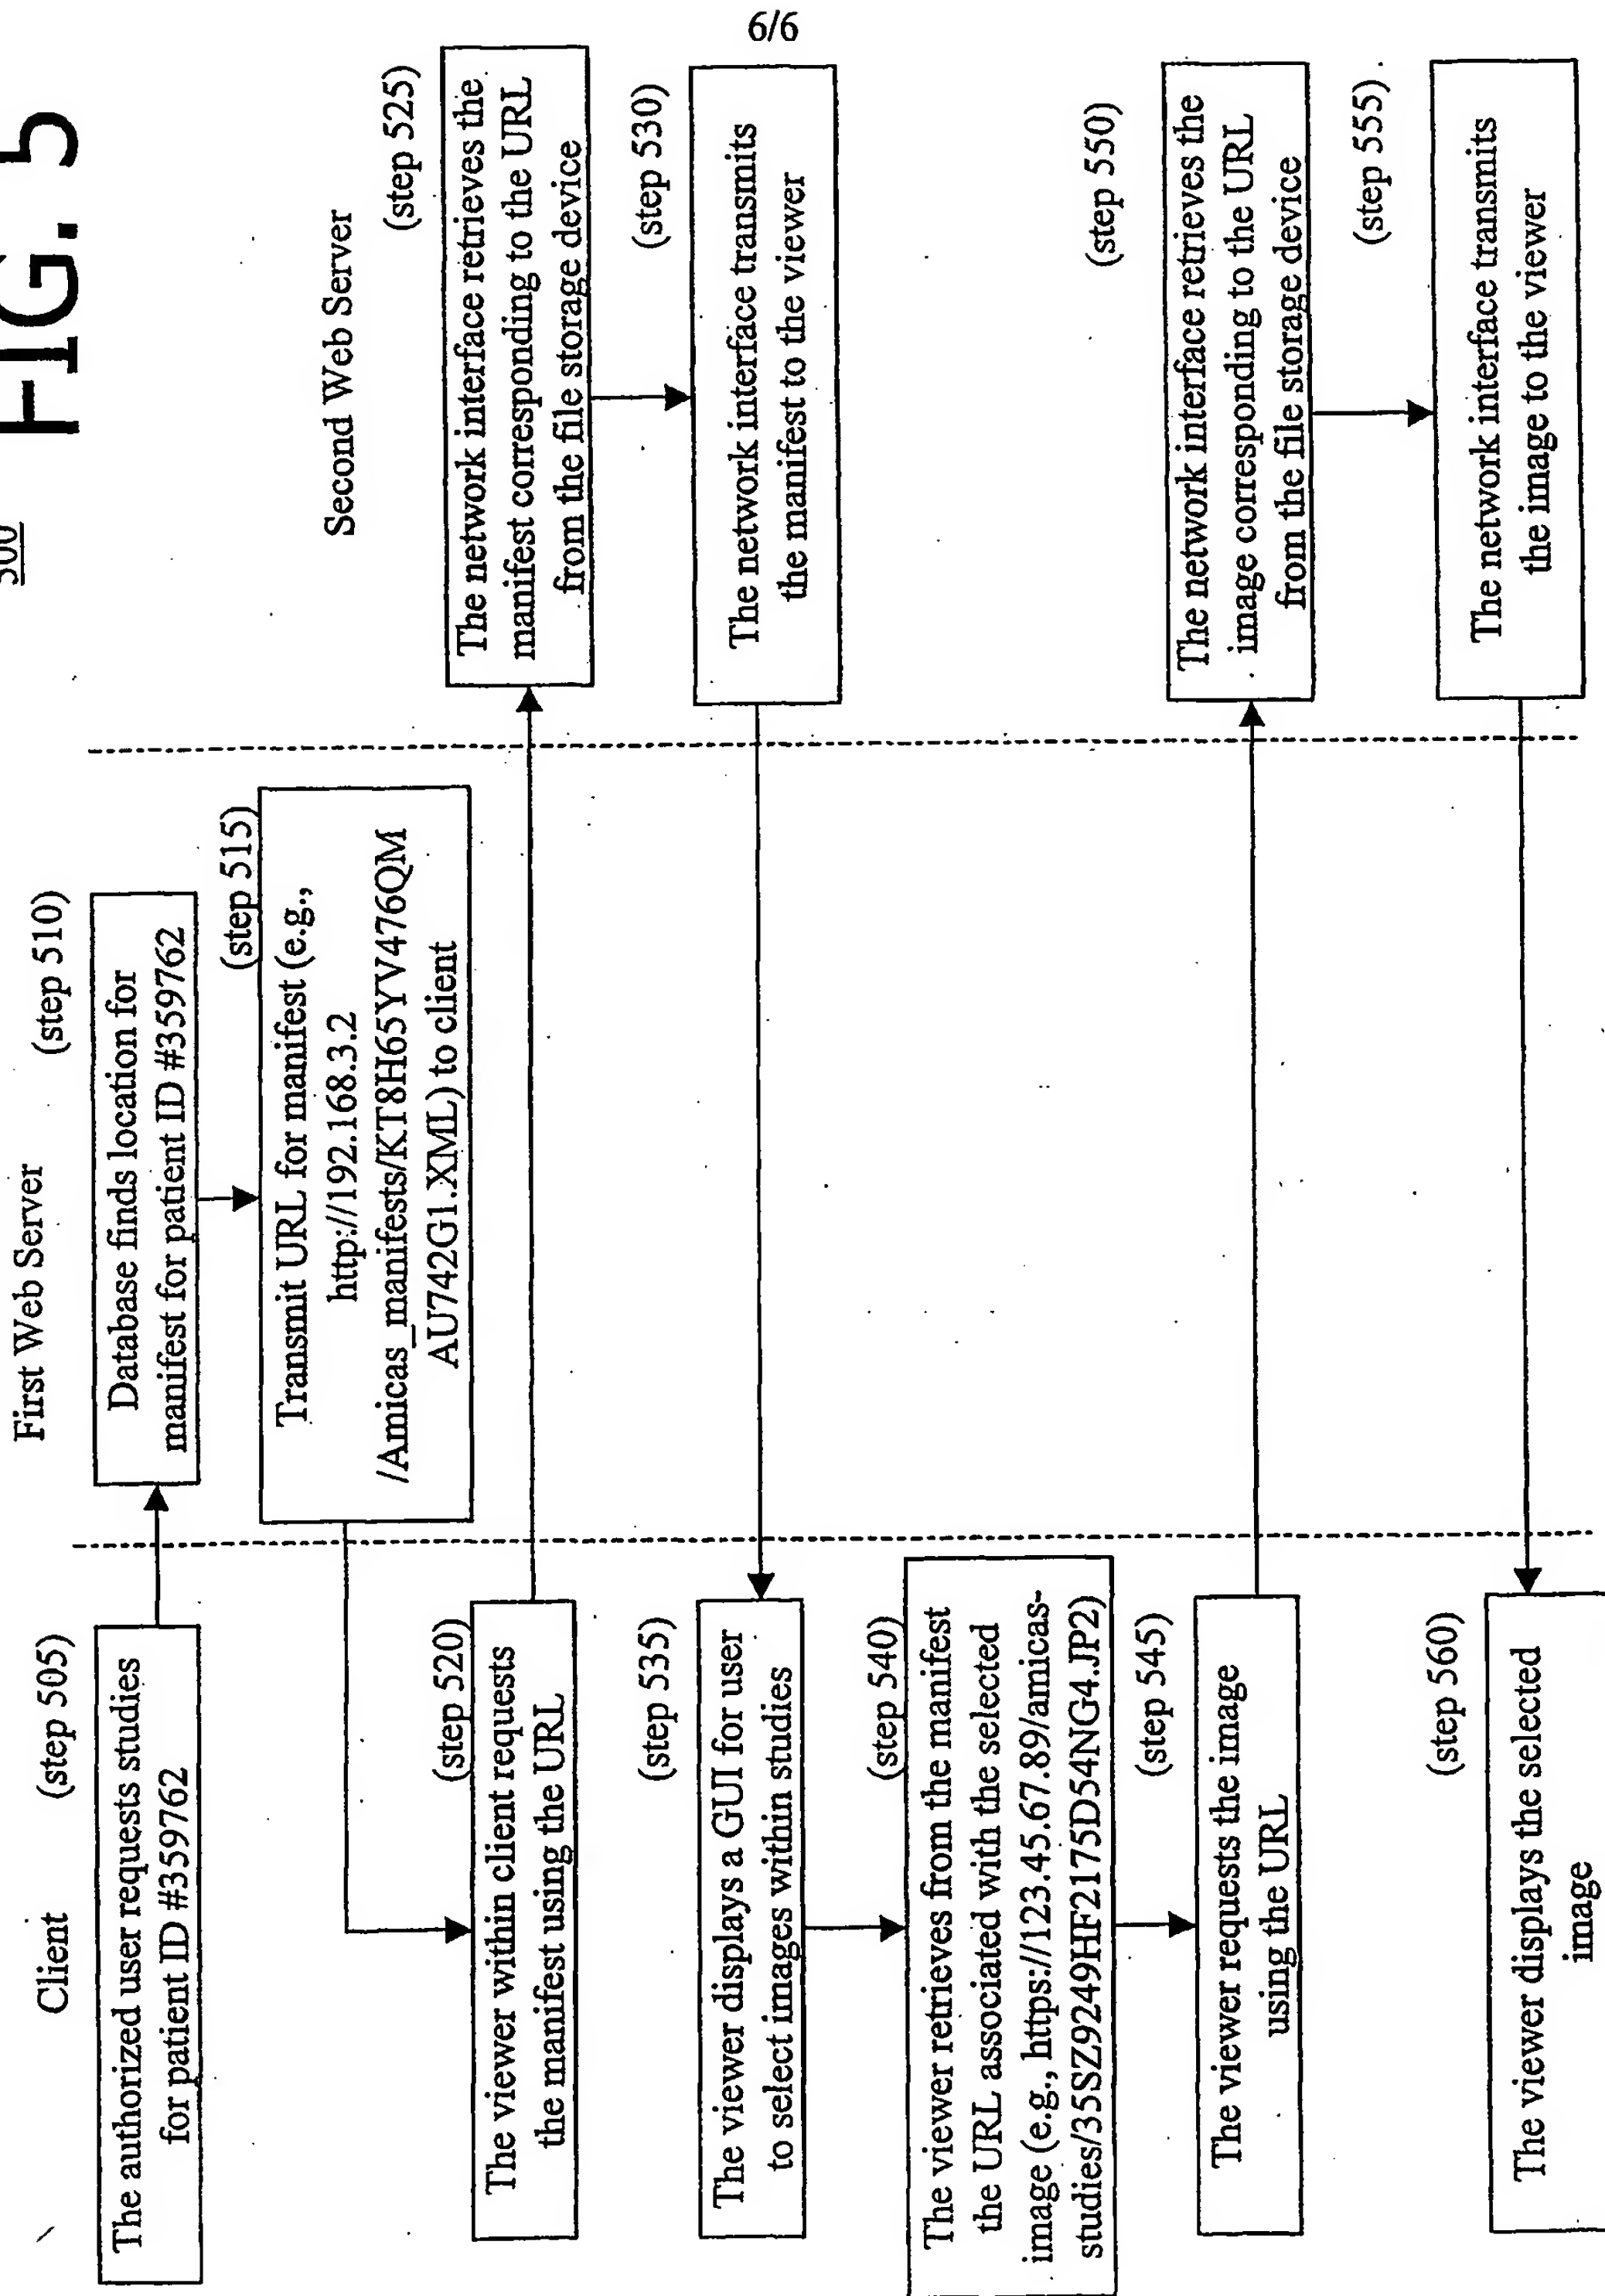 6/6
500
FIG. 5
Client
First Web Server
Second Web Server
(step 505)
The authorized user requests studies
for patient ID #359762
(step 510)
Database finds location for
manifest for patient ID #359762
(step 515)
Transmit URL for manifest (e.g.,
http://192.168.3.2
/Amicas_manifests/KT8H65YV476QM
AU742G1.XML) to client
(step 520)
The viewer within client requests
the manifest using the URL
(step 525)
The network interface retrieves the
manifest corresponding to the URL
from the file storage device
(step 530)
The network interface transmits
the manifest to the viewer
(step 535)
The viewer displays a GUI for user
to select images within studies
(step 540)
The viewer retrieves from the manifest
the URL associated with the selected
image (e.g., https://123.45.67.89/amicas-
studies/35SZ9249HF2175D54NG4.JP2)
(step 545)
The viewer requests the image
using the URL
(step 550)
The network interface retrieves the
image corresponding to the URL
from the file storage device
(step 555)
The network interface transmits
the image to the viewer
(step 560)
The viewer displays the selected
image